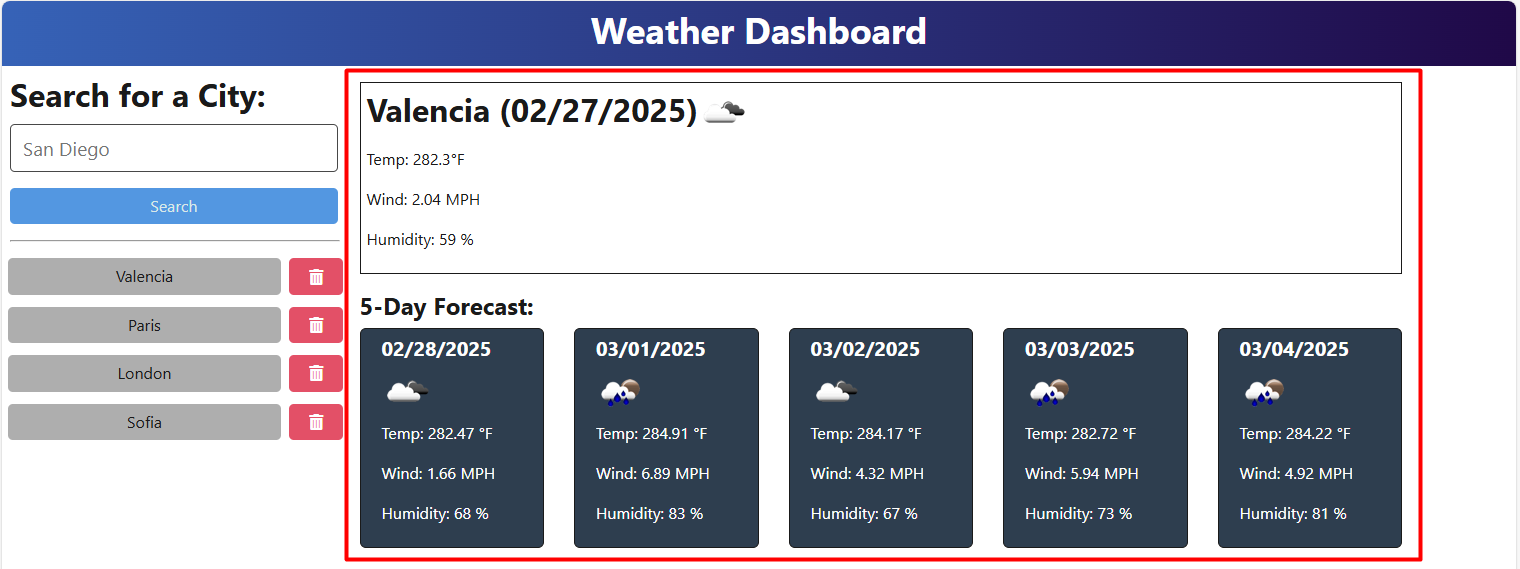 Weather Dashboard
Search for a City:
San Diego
Search
Valencia
Paris
London
Sofia
Valencia (02/27/2025)
Temp: 282.3°F
Wind: 2.04 MPH
Humidity: 59 %
5-Day Forecast:
02/28/2025
Temp: 282.47 °F
Wind: 1.66 MPH
Humidity: 68 %
03/01/2025
Temp: 284.91 °F
Wind: 6.89 MPH
Humidity: 83 %
03/02/2025
Temp: 284.17 °F
Wind: 4.32 MPH
Humidity: 67 %
03/03/2025
Temp: 282.72 °F
Wind: 5.94 MPH
Humidity: 73 %
03/04/2025
Temp: 284.22 °F
Wind: 4.92 MPH
Humidity: 81 %